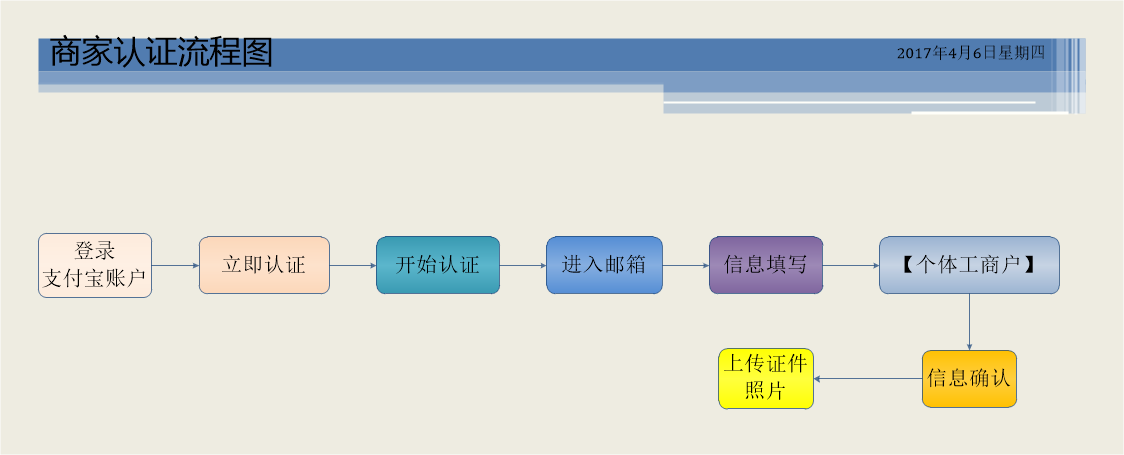 商家认证流程图
2017年4月6日星期四
登录
支付宝账户
立即认证
开始认证
进入邮箱
信息填写
【个体工商户】
上传证件
照片
信息确认